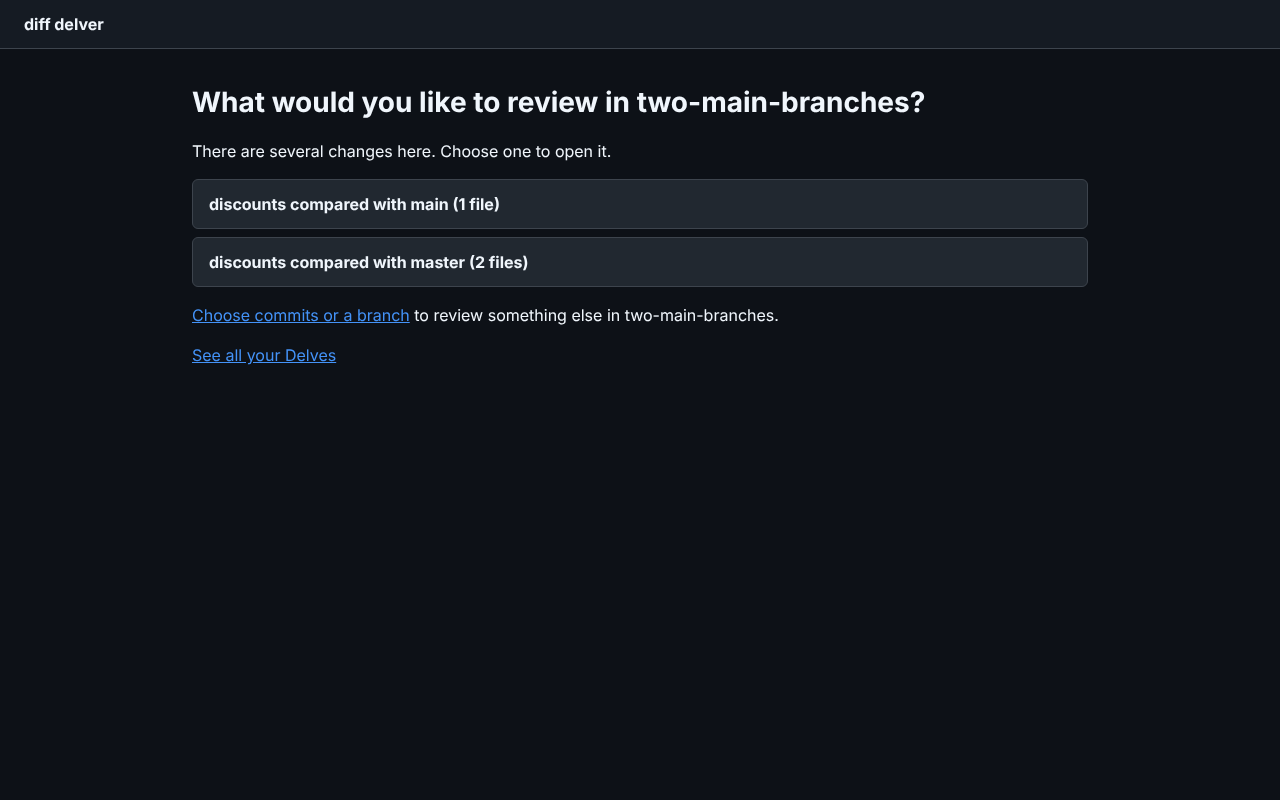 diff delver
What would you like to review in two-main-branches?
There are several changes here. Choose one to open it.
discounts compared with main (1 file)
discounts compared with master (2 files)
Choose commits or a branch to review something else in two-main-branches.
See all your Delves